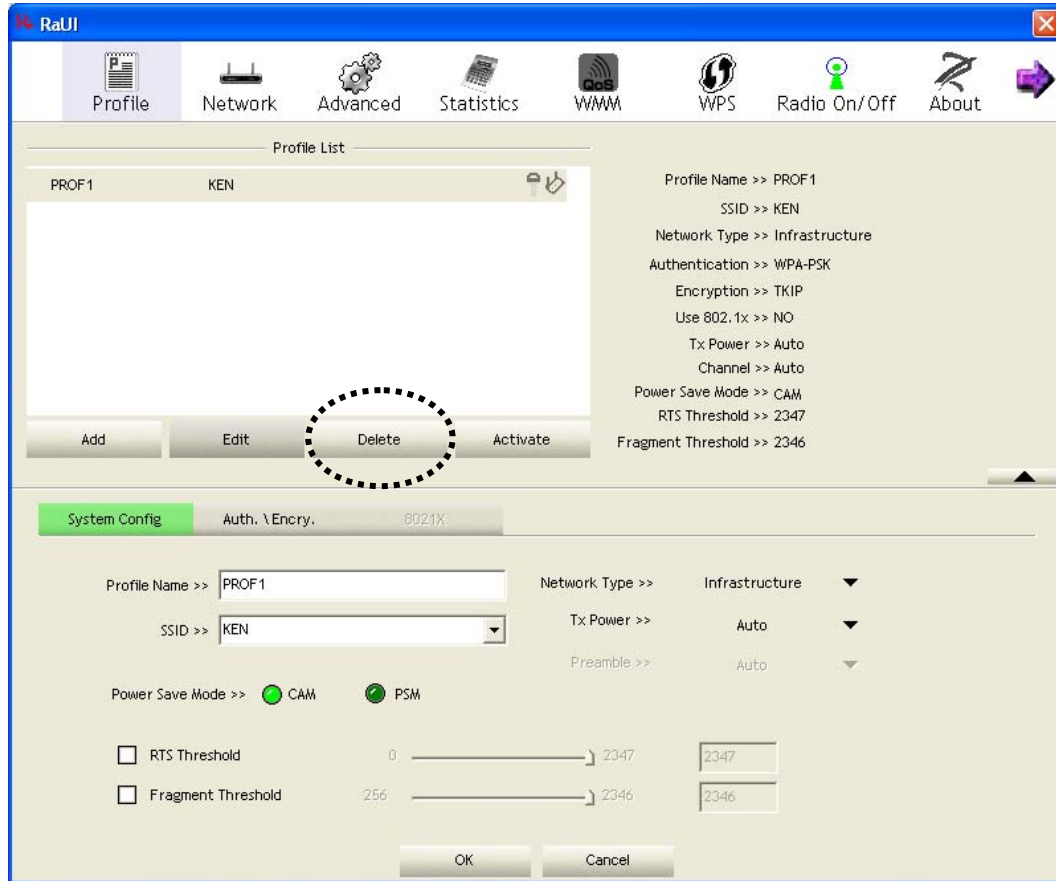 RaUI
Profile Network Advanced Statistics QoS WMM WPS Radio On/Off About
Profile List
PROF1 KEN
Profile Name >> PROF1
SSID >> KEN
Network Type >> Infrastructure
Authentication >> WPA-PSK
Encryption >> TKIP
Use 802.1x >> NO
Tx Power >> Auto
Channel >> Auto
Power Save Mode >> CAM
RTS Threshold >> 2347
Fragment Threshold >> 2346
Add Edit Delete Activate
System Config Auth. \ Encry. 8021X
Profile Name >> PROF1 Network Type >> Infrastructure
SSID >> KEN Tx Power >> Auto
Preamble >> Auto
Power Save Mode >> CAM PSM
RTS Threshold 0 2347 2347
Fragment Threshold 256 2346 2346
OK Cancel